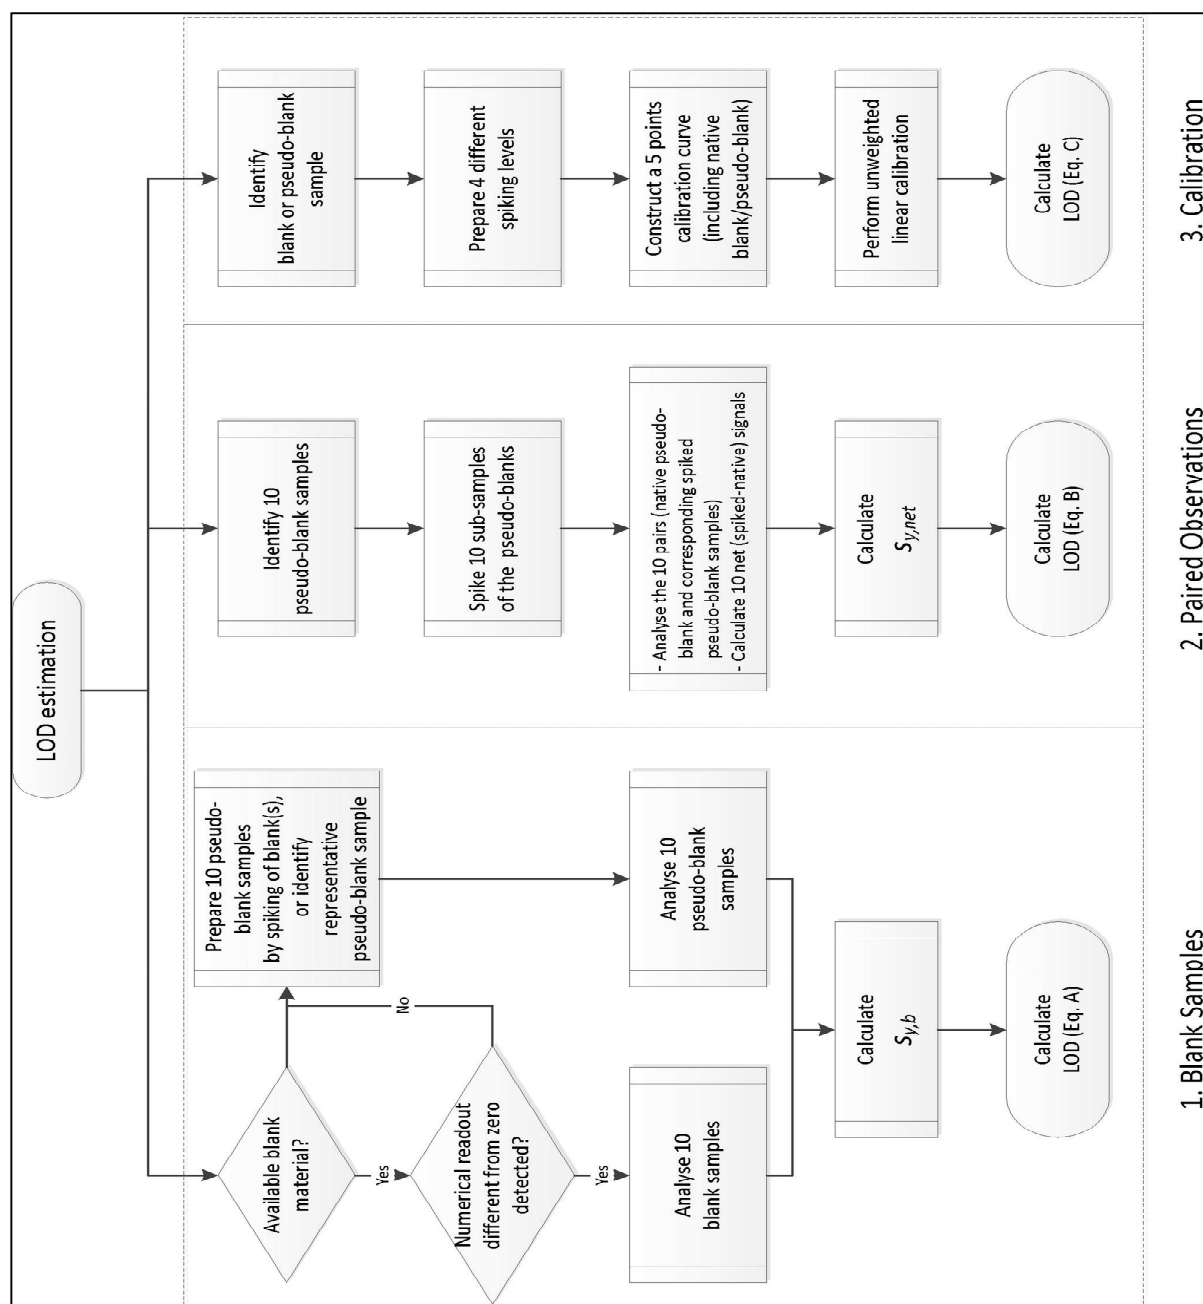 LOD estimation
Available blank
material?
Yes
No
Numerical readout
different from zero
detected?
Yes
Prepare 10 pseudo-
blank samples
by spiking of blank(s),
or identify
representative
pseudo-blank sample
Analyse 10
blank samples
Analyse 10
pseudo-blank
samples
Calculate
Sy,b
Calculate
LOD (Eq. A)
1. Blank Samples
Identify 10
pseudo-blank samples
Spike 10 sub-samples
of the pseudo-blanks
- Analyse the 10 pairs (native pseudo-
blank and corresponding spiked
pseudo-blank samples)
- Calculate 10 net (spiked-native) signals
Calculate
Sy,net
Calculate
LOD (Eq. B)
2. Paired Observations
Identify
blank or pseudo-blank
sample
Prepare 4 different
spiking levels
Construct a 5 points
calibration curve
(including native
blank/pseudo-blank)
Perform unweighted
linear calibration
Calculate
LOD (Eq. C)
3. Calibration